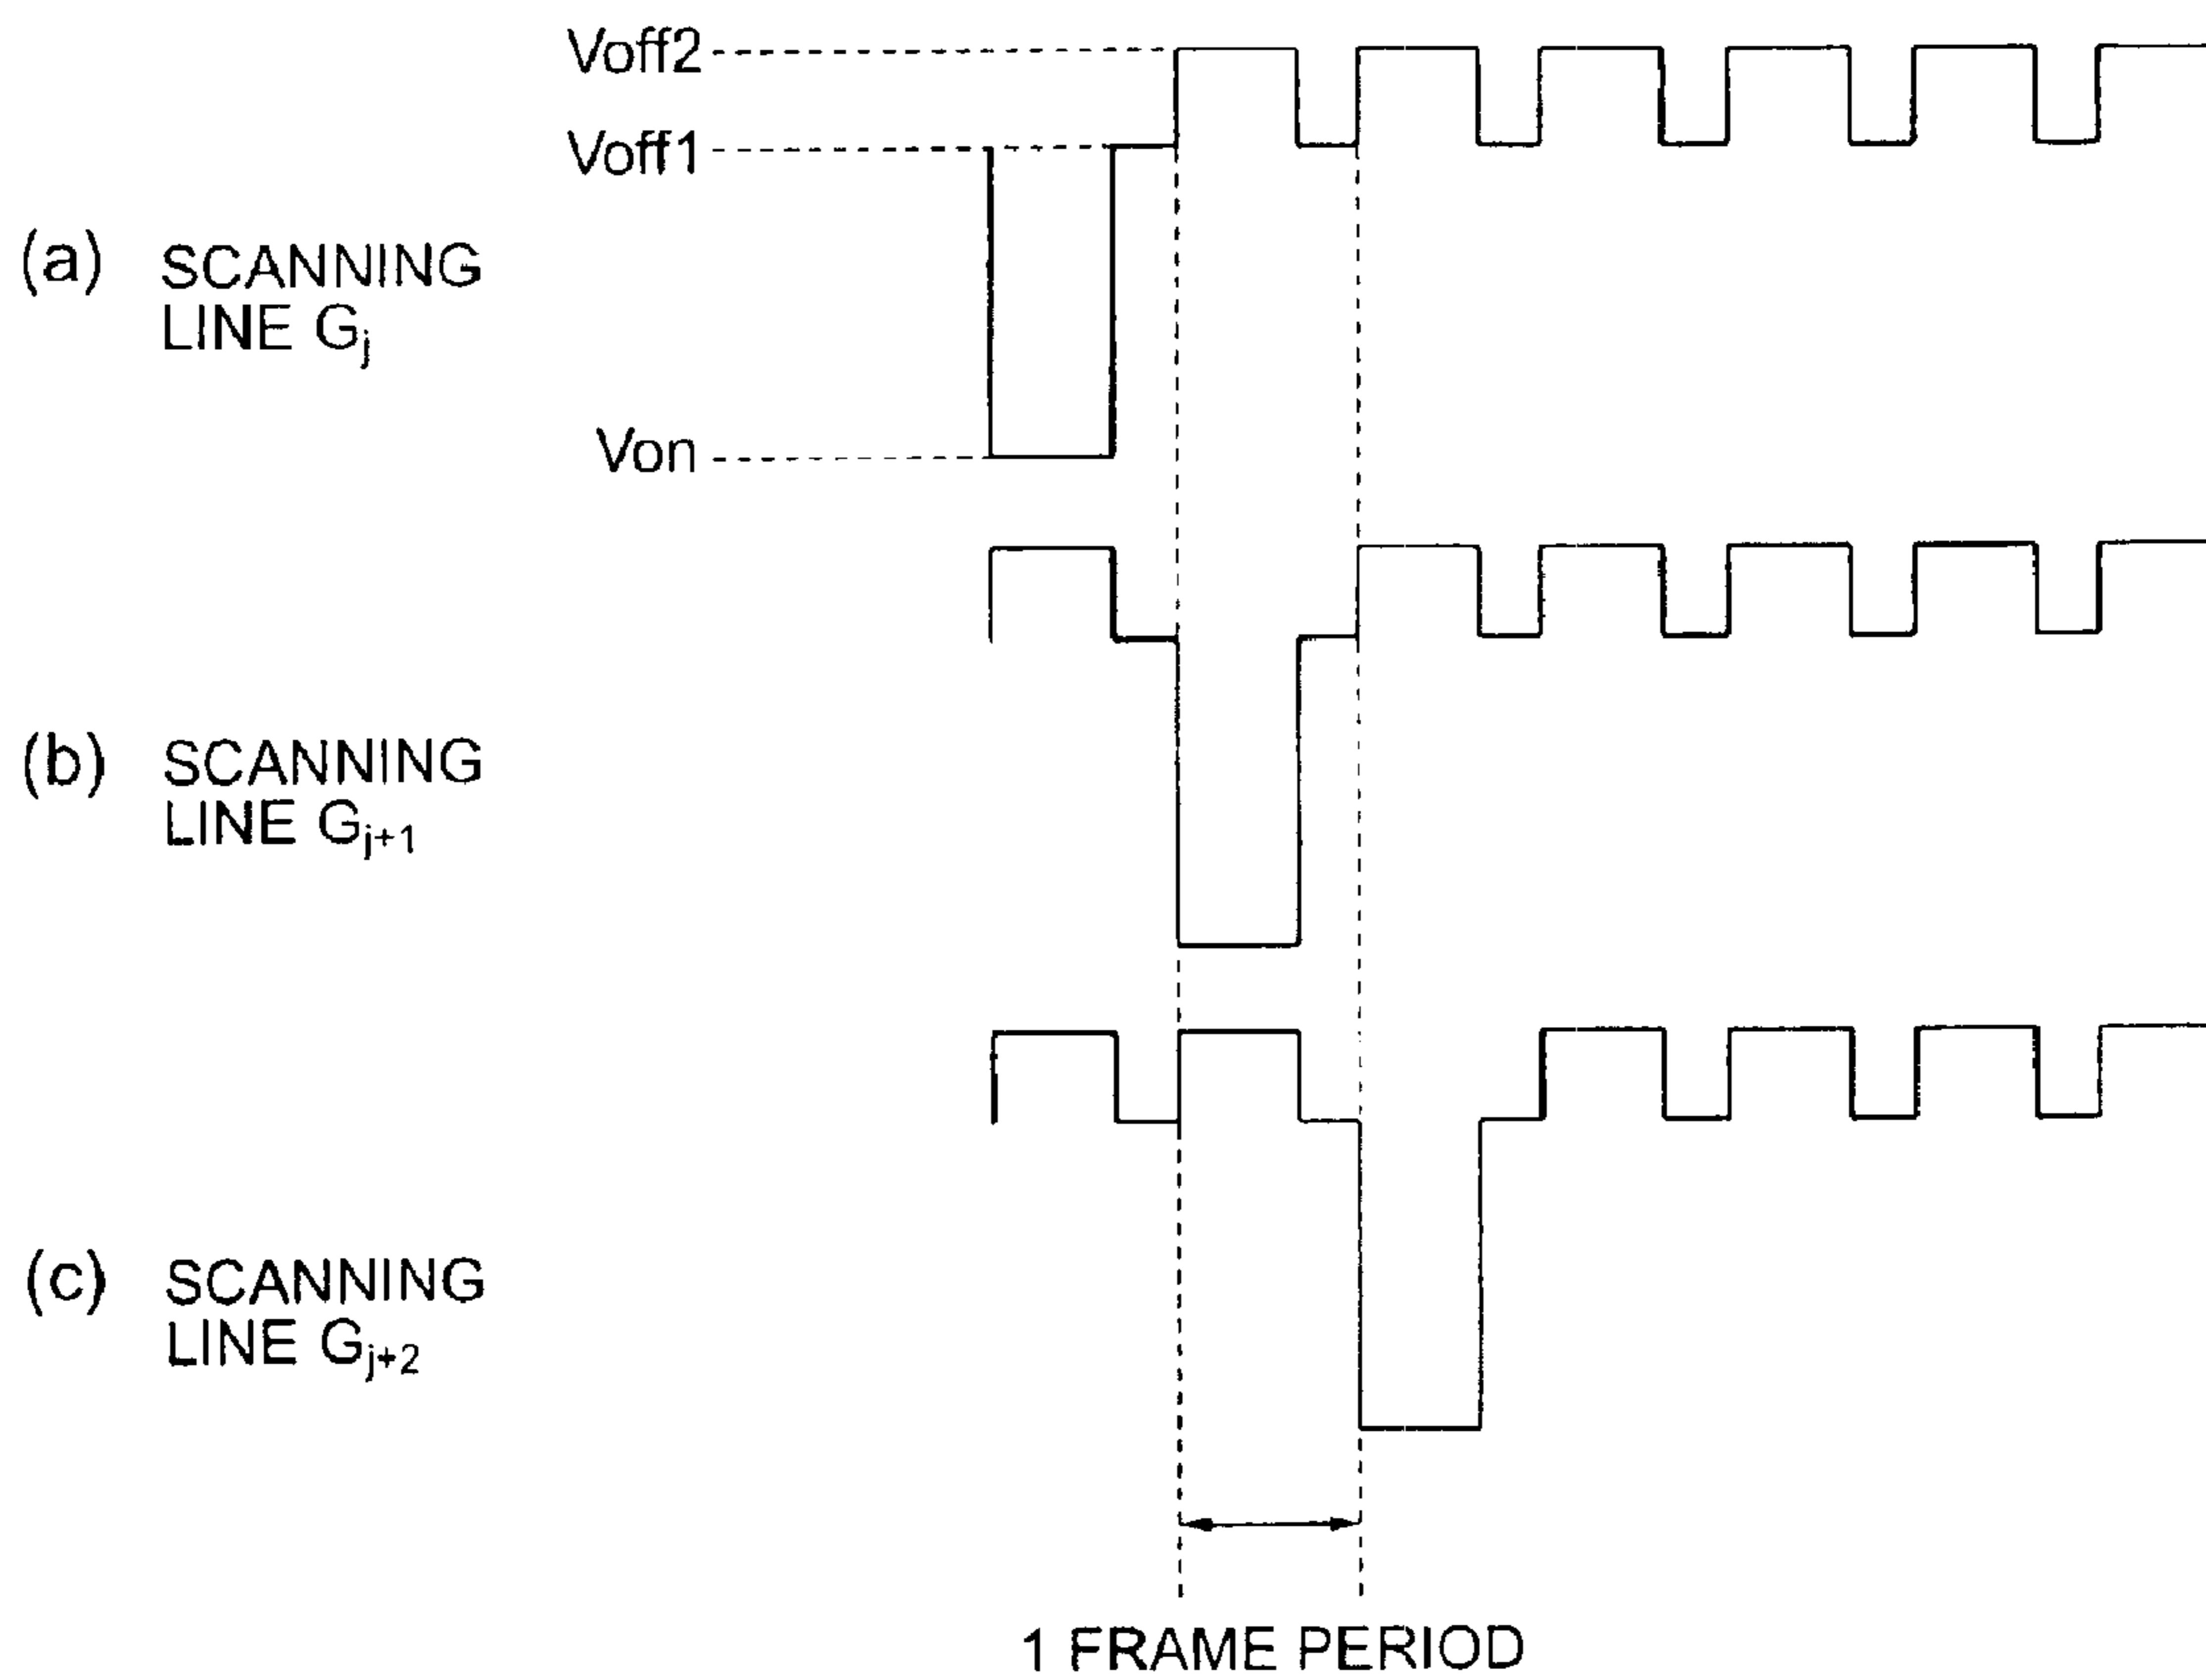 Voff2
Voff1
(a) SCANNING
LINE Gj
Von
(b) SCANNING
LINE Gj+1
(c) SCANNING
LINE Gj+2
1 FRAME PERIOD